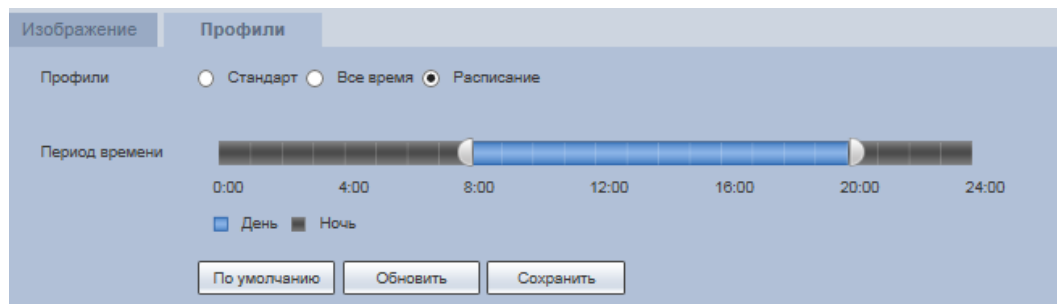 Изображение Профили
Профили Стандарт Все время Расписание
Период времени
0:00 4:00 8:00 12:00 16:00 20:00 24:00
День Ночь
По умолчанию Обновить Сохранить